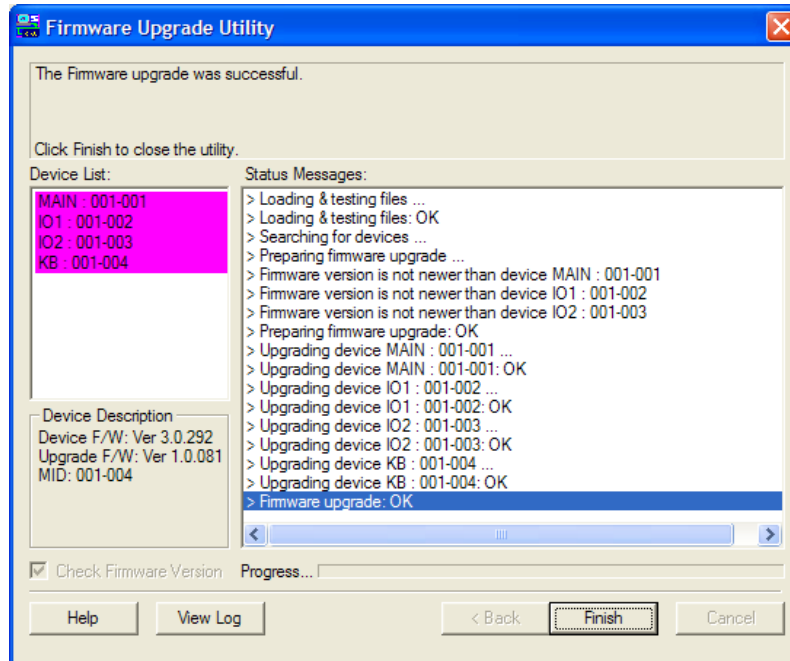 Firmware Upgrade Utility
The Firmware upgrade was successful.
Click Finish to close the utility.
Device List:
MAIN : 001-001
IO1 : 001-002
IO2 : 001-003
KB : 001-004
Status Messages:
> Loading & testing files ...
> Loading & testing files: OK
> Searching for devices ...
> Preparing firmware upgrade ...
> Firmware version is not newer than device MAIN : 001-001
> Firmware version is not newer than device IO1 : 001-002
> Firmware version is not newer than device IO2 : 001-003
> Preparing firmware upgrade: OK
> Upgrading device MAIN : 001-001 ...
> Upgrading device MAIN : 001-001: OK
> Upgrading device IO1 : 001-002 ...
> Upgrading device IO1 : 001-002: OK
> Upgrading device IO2 : 001-003 ...
> Upgrading device IO2 : 001-003: OK
> Upgrading device KB : 001-004 ...
> Upgrading device KB : 001-004: OK
> Firmware upgrade: OK
Device Description
Device F/W: Ver 3.0.292
Upgrade F/W: Ver 1.0.081
MID: 001-004
Check Firmware Version
Progress...
Help
View Log
< Back
Finish
Cancel